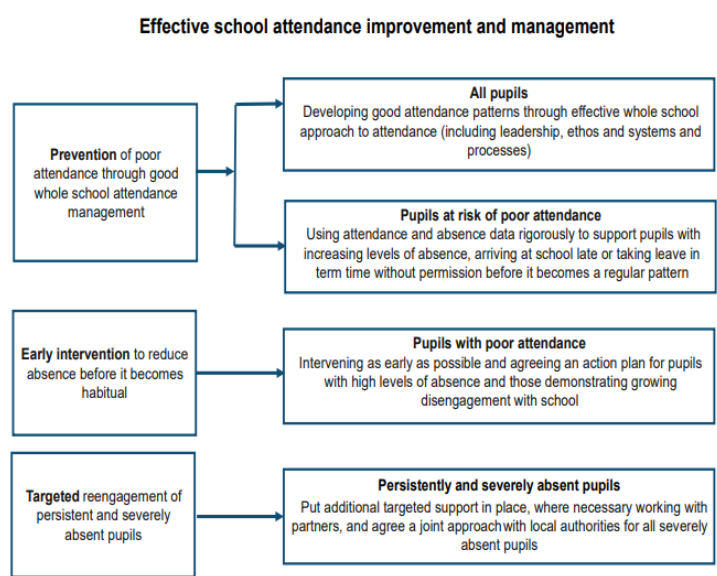 Effective school attendance improvement and management
Prevention of poor
attendance through good
whole school attendance
management
All pupils
Developing good attendance patterns through effective whole school
approach to attendance (including leadership, ethos and systems and
processes)
Pupils at risk of poor attendance
Using attendance and absence data rigorously to support pupils with
increasing levels of absence, arriving at school late or taking leave in
term time without permission before it becomes a regular pattern
Early intervention to reduce
absence before it becomes
habitual
Pupils with poor attendance
Intervening as early as possible and agreeing an action plan for pupils
with high levels of absence and those demonstrating growing
disengagement with school
Targeted reengagement of
persistent and severely
absent pupils
Persistently and severely absent pupils
Put additional targeted support in place, where necessary working with
partners, and agree a joint approach with local authorities for all severely
absent pupils